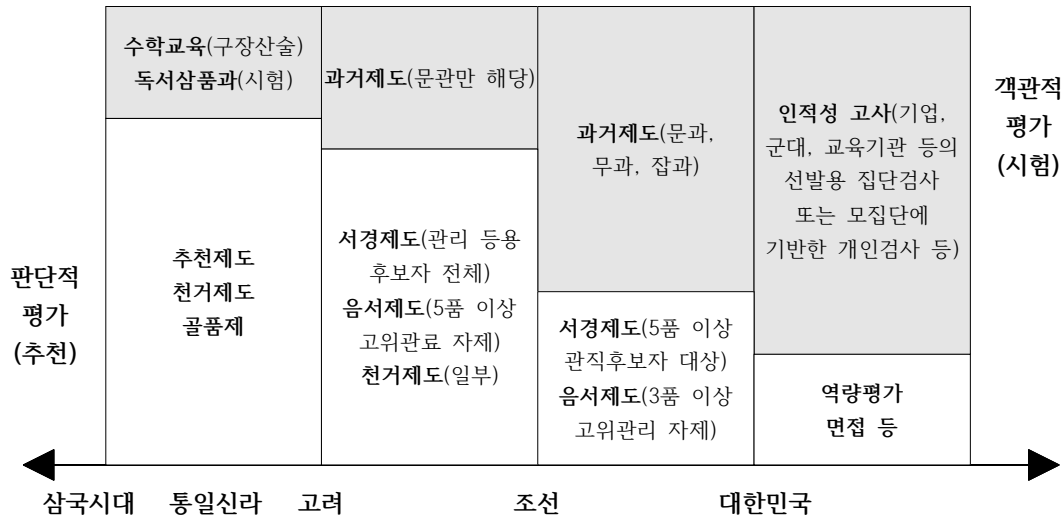 판단적
평가
(추천)
수학교육(구장산술)
독서삼품과(시험)
추천제도
천거제도
골품제
과거제도(문관만 해당)
서경제도(관리 등용
후보자 전체)
음서제도(5품 이상
고위관료 자제)
천거제도(일부)
과거제도(문과,
무과, 잡과)
서경제도(5품 이상
관직후보자 대상)
음서제도(3품 이상
고위관리 자제)
인적성 고사(기업,
군대, 교육기관 등의
선발용 집단검사
또는 모집단에
기반한 개인검사 등)
역량평가
면접 등
객관적
평가
(시험)
삼국시대 통일신라 고려 조선 대한민국